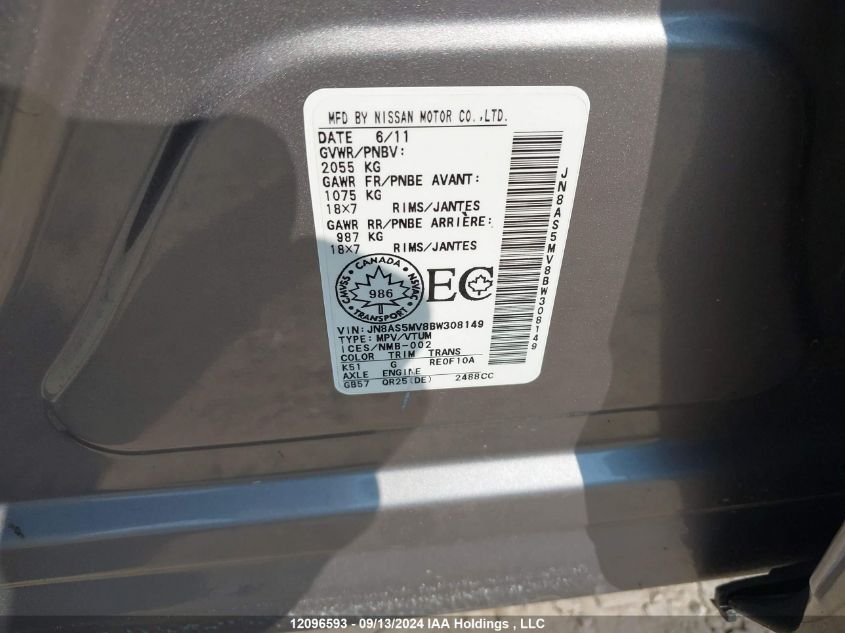 MFD BY NISSAN MOTOR CO.,LTD.
DATE 6/11
GVWR/PNBV:
2055 KG
GAWR FR/PNBE AVANT:
1075 KG
18X7 RIMS/JANTES
GAWR RR/PNBE ARRIÈRE:
987 KG
18X7 RIMS/JANTES
CANADA
CMVSS NSVAC
986
TRANSPORT
EC
VIN:JN8AS5MV8BW308149
TYPE:MPV/VTUM
ICES/NMB-002
COLOR TRIM TRANS
K51 G RE0F10A
AXLE ENGINE
GB57 QR25(DE) 2488CC
JN8AS5MV8BW308149
12096593 - 09/13/2024 IAA Holdings , LLC